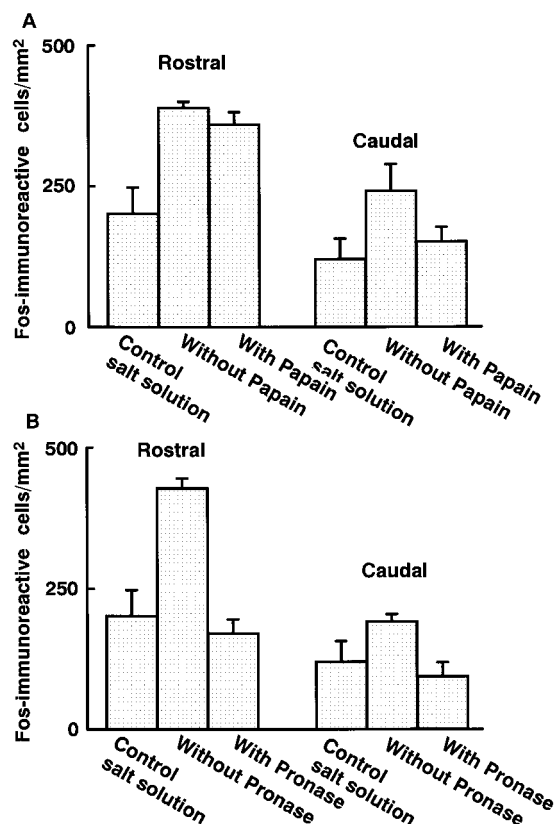 A
Fos-immunoreactive cells/mm²
500
250
0
Rostral
Caudal
Control
salt solution
Without Papain
With Papain
Control
salt solution
Without Papain
With Papain
B
Fos-immunoreactive cells/mm²
500
250
0
Rostral
Caudal
Control
salt solution
Without Pronase
With Pronase
Control
salt solution
Without Pronase
With Pronase